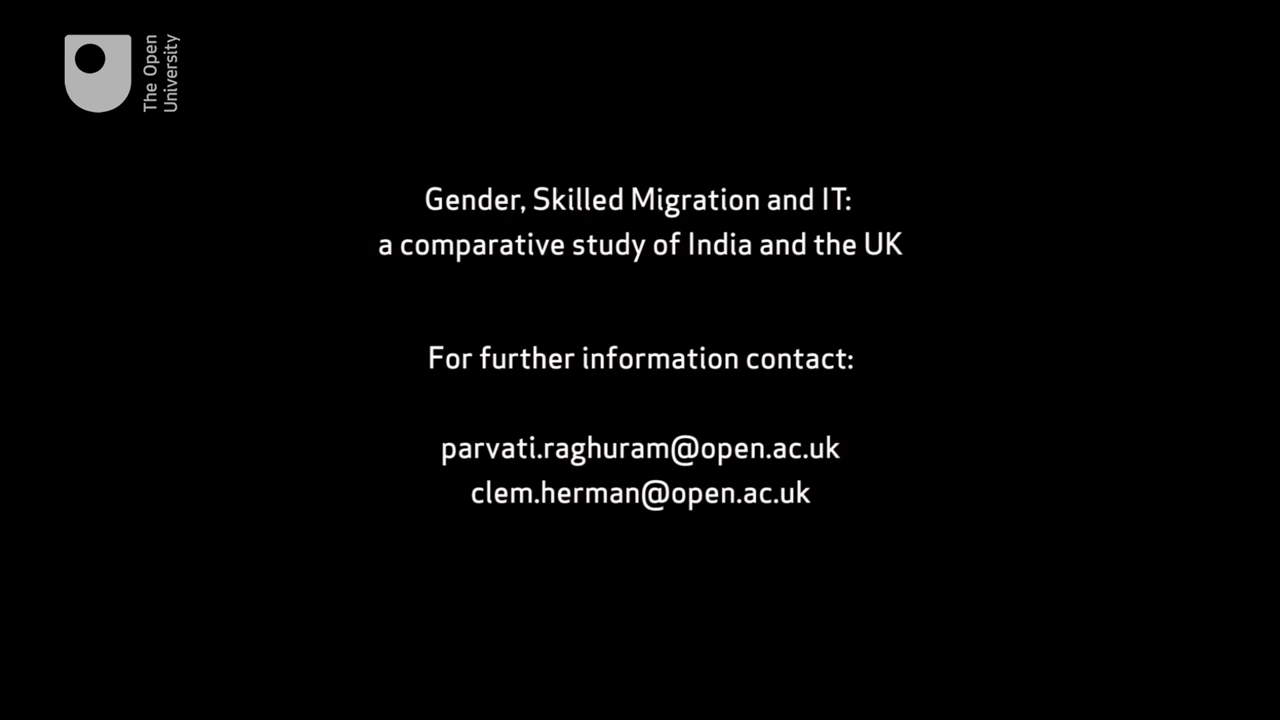 The Open
University
Gender, Skilled Migration and IT:
a comparative study of India and the UK
For further information contact:
parvati.raghuram@open.ac.uk
clem.herman@open.ac.uk